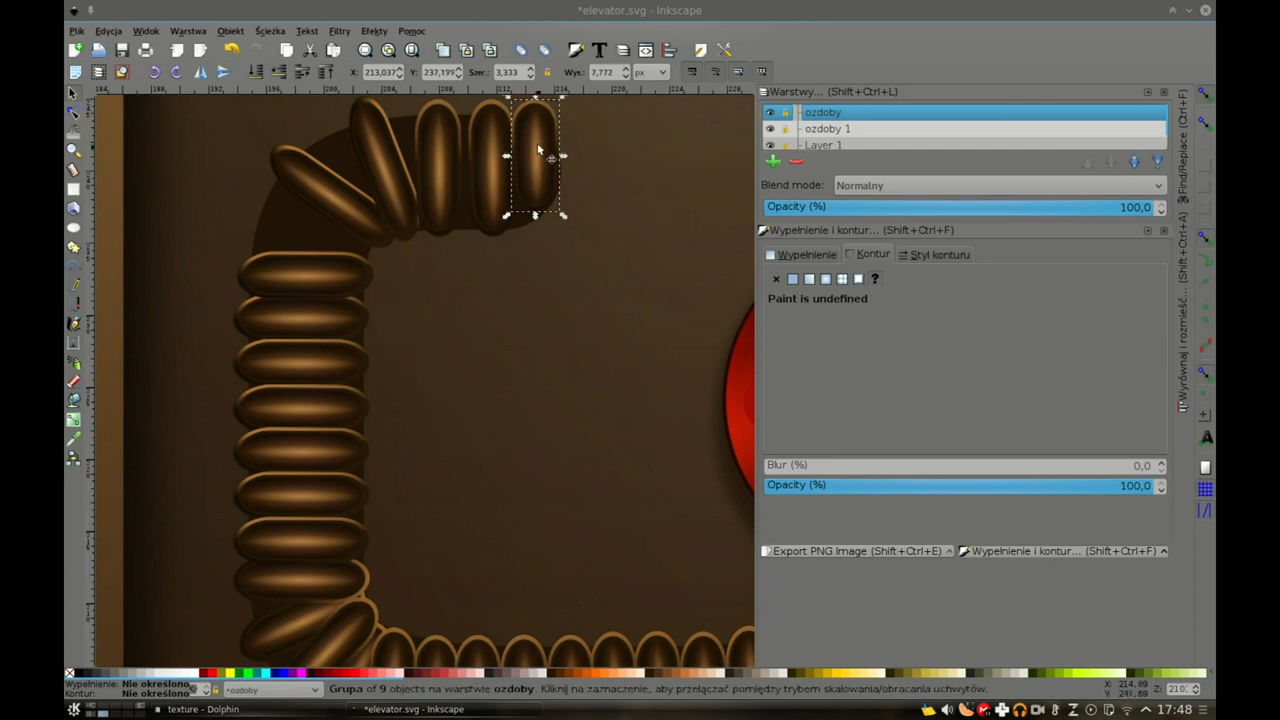 *elevator.svg - Inkscape
Plik Edycja Widok Warstwa Obiekt Ścieżka Tekst Filtry Efekty Pomoc
X: 213,037 Y: 237,199 Szer.: 3,333 Wys.: 7,772 px
Warstwy... (Shift+Ctrl+L)
ozdoby
ozdoby 1
Layer 1
Blend mode: Normalny
Opacity (%) 100,0
Wypełnienie i kontur... (Shift+Ctrl+F)
Wypełnienie Kontur Styl konturu
?
Paint is undefined
Blur (%) 0,0
Opacity (%) 100,0
Export PNG Image (Shift+Ctrl+E) Wypełnienie i kontur... (Shift+Ctrl+F)
Find/Replace (Ctrl+F)
Wyrównaj i rozmieść... (Shift+Ctrl+A)
Wypełnienie: Nie określono
Kontur: Nie określono
ozdoby
Grupa of 9 objects na warstwie ozdoby. Kliknij na zaznaczenie, aby przełączać pomiędzy trybem skalowania/obracania uchwytów.
X: 214,89
Y: 241,69
Z: 210
texture - Dolphin
*elevator.svg - Inkscape
17:48